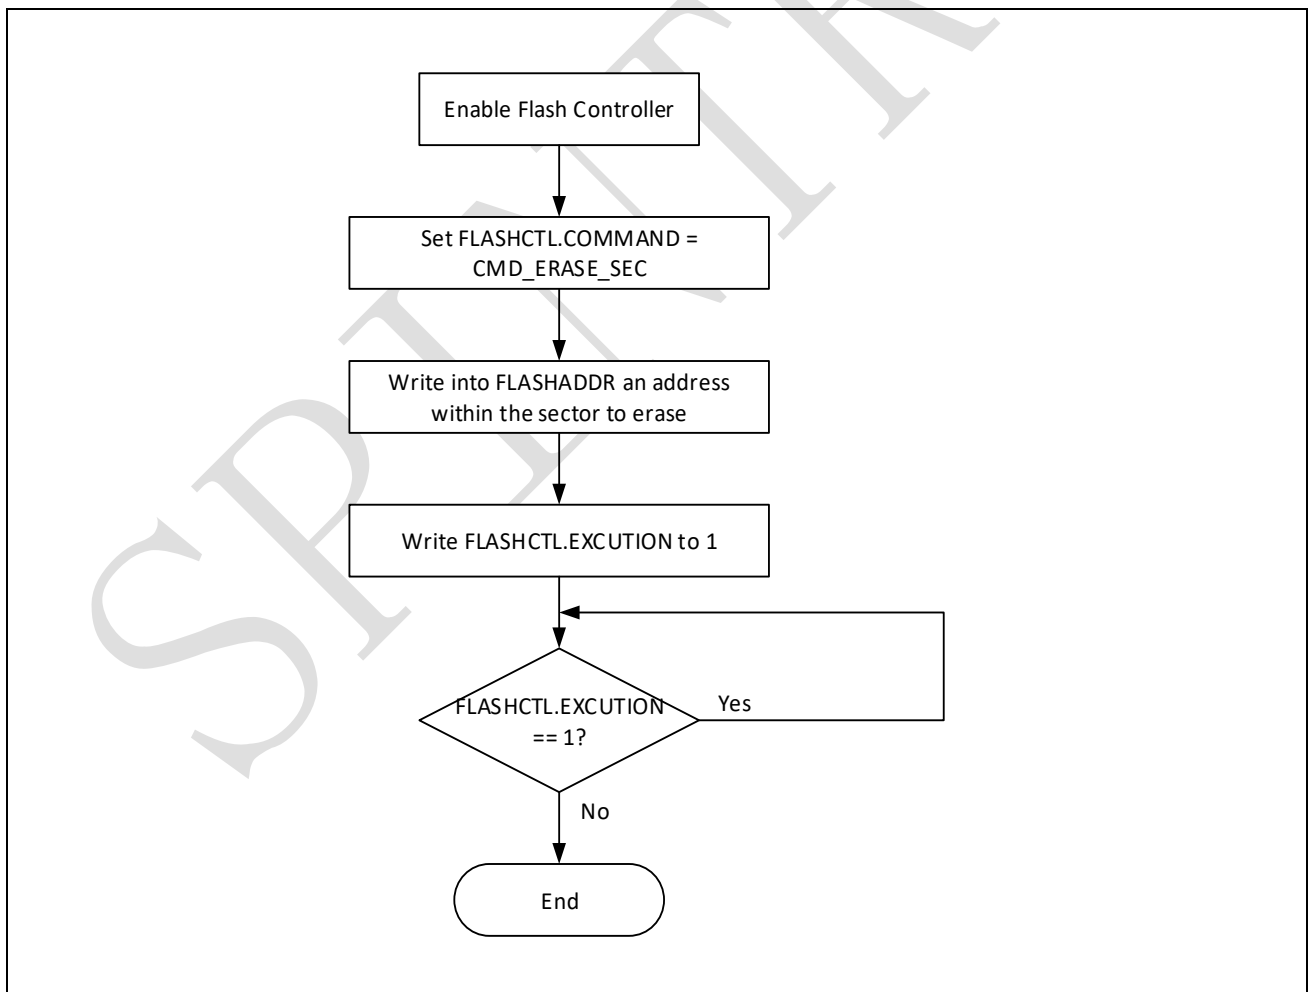 Enable Flash Controller
Set FLASHCTL.COMMAND =
CMD_ERASE_SEC
Write into FLASHADDR an address
within the sector to erase
Write FLASHCTL.EXCUTION to 1
FLASHCTL.EXCUTION
== 1?
Yes
No
End